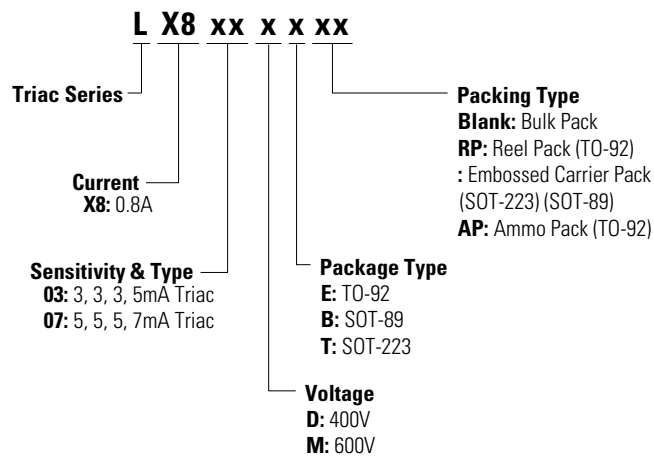 L X8 xx x x xx
Triac Series
Packing Type
Blank: Bulk Pack
RP: Reel Pack (TO-92)
: Embossed Carrier Pack
(SOT-223) (SOT-89)
AP: Ammo Pack (TO-92)
Current
X8: 0.8A
Sensitivity & Type
03: 3, 3, 3, 5mA Triac
07: 5, 5, 5, 7mA Triac
Package Type
E: TO-92
B: SOT-89
T: SOT-223
Voltage
D: 400V
M: 600V